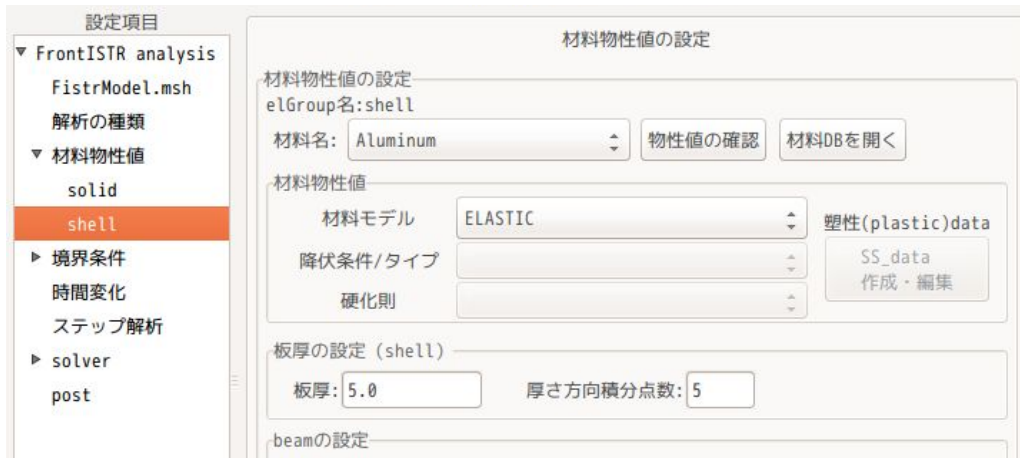 設定項目
FrontISTR analysis
FistrModel.msh
解析の種類
材料物性値
solid
shell
境界条件
時間変化
ステップ解析
solver
post
材料物性値の設定
材料物性値の設定
elGroup名:shell
材料名: Aluminum 物性値の確認 材料DBを開く
材料物性値
材料モデル ELASTIC 塑性(plastic)data
降伏条件/タイプ SS_data
作成・編集
硬化則
板厚の設定 (shell)
板厚: 5.0 厚さ方向積分点数: 5
beamの設定